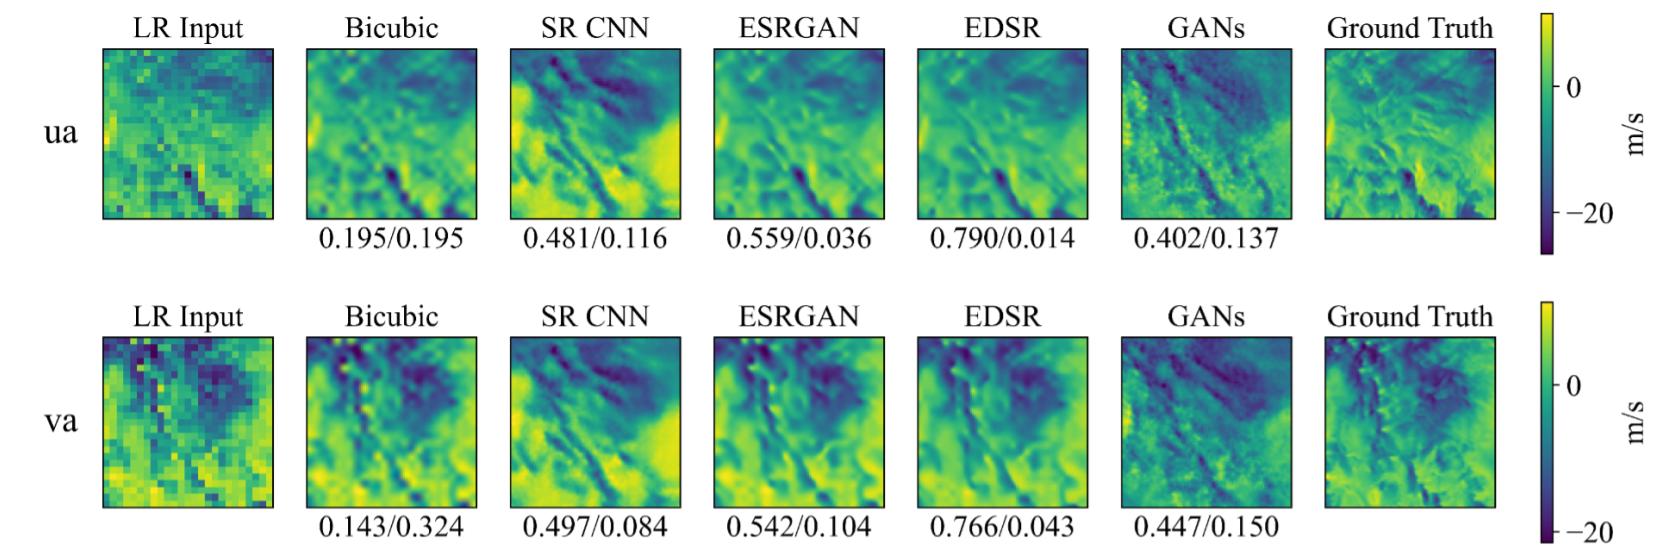 LR Input Bicubic SR CNN ESRGAN EDSR GANs Ground Truth
ua
0
−20
m/s
0.195/0.195 0.481/0.116 0.559/0.036 0.790/0.014 0.402/0.137
LR Input Bicubic SR CNN ESRGAN EDSR GANs Ground Truth
va
0
−20
m/s
0.143/0.324 0.497/0.084 0.542/0.104 0.766/0.043 0.447/0.150